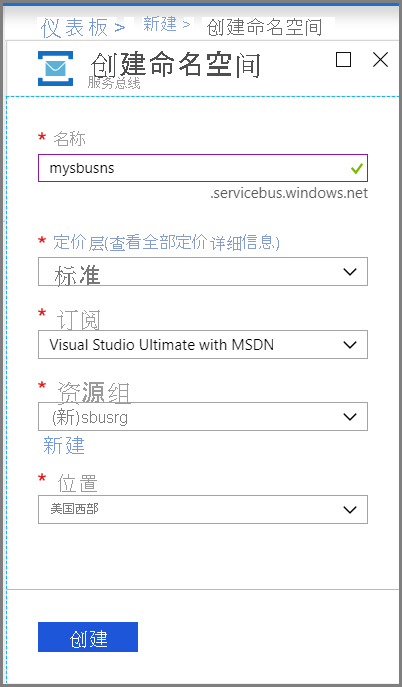 仪表板 > 新建 > 创建命名空间
创建命名空间
服务总线
* 名称
mysbusns
.servicebus.windows.net
* 定价层(查看全部定价详细信息)
标准
* 订阅
Visual Studio Ultimate with MSDN
* 资源组
(新)sbusrg
新建
* 位置
美国西部
创建